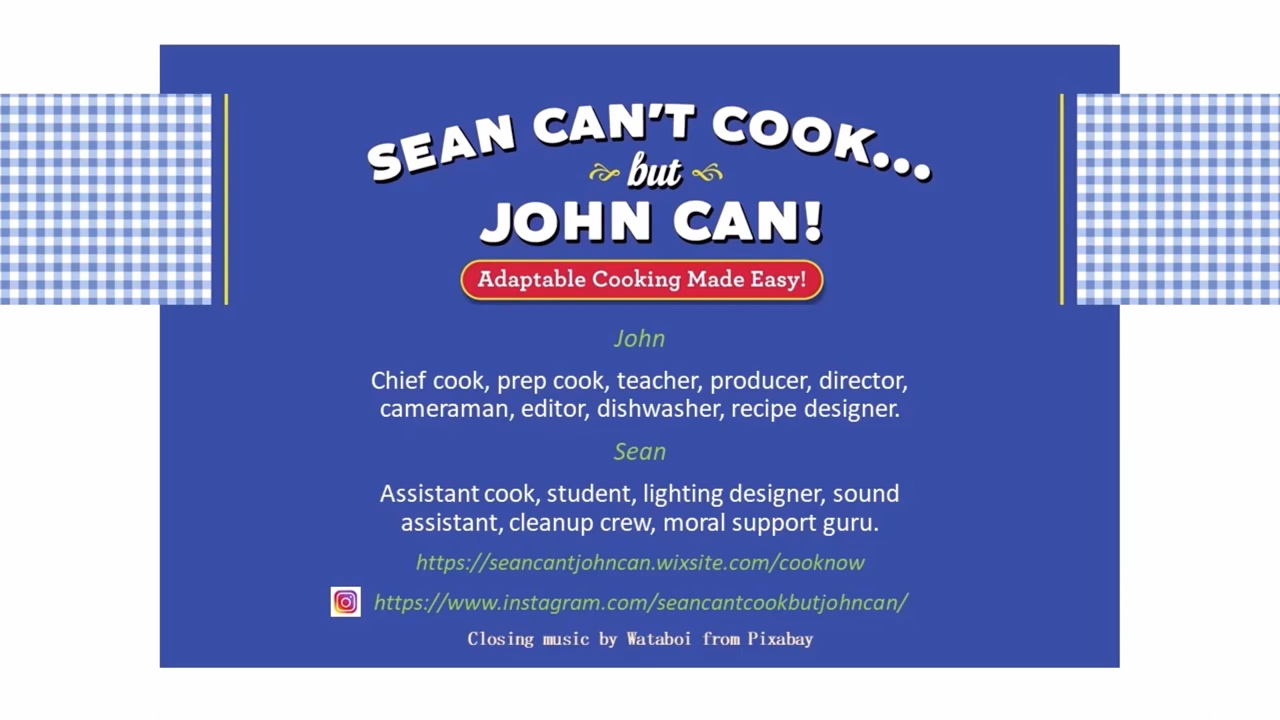 SEAN CAN'T COOK...
but
JOHN CAN!
Adaptable Cooking Made Easy!
John
Chief cook, prep cook, teacher, producer, director,
cameraman, editor, dishwasher, recipe designer.
Sean
Assistant cook, student, lighting designer, sound
assistant, cleanup crew, moral support guru.
https://seancantjohncan.wixsite.com/cooknow
https://www.instagram.com/seancantcookbutjohncan/
Closing music by Wataboi from Pixabay